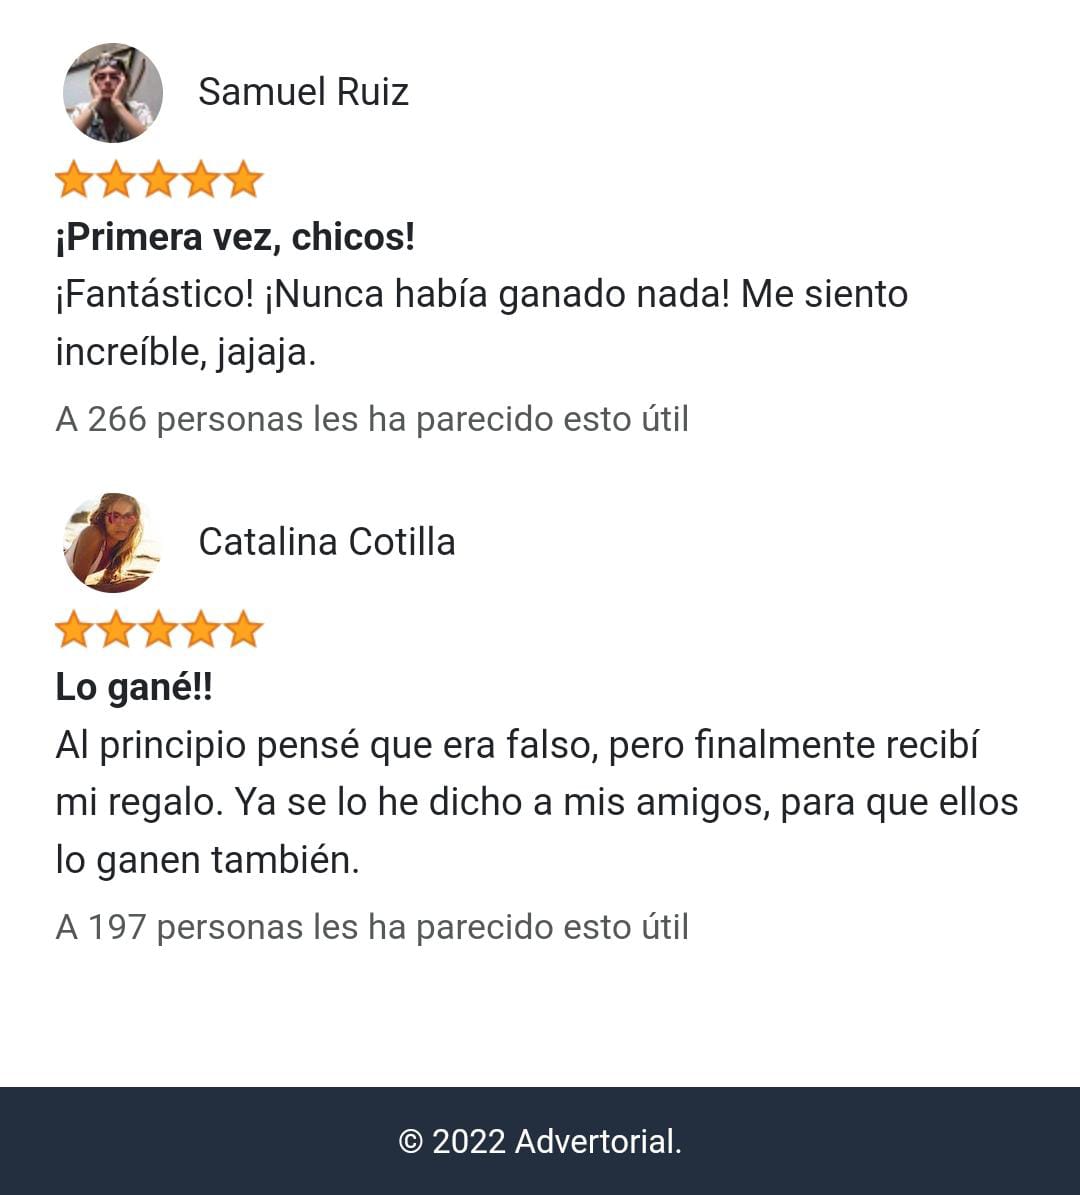 Samuel Ruiz
¡Primera vez, chicos!
¡Fantástico! ¡Nunca había ganado nada! Me siento
increíble, jajaja.
A 266 personas les ha parecido esto útil
Catalina Cotilla
Lo gané!!
Al principio pensé que era falso, pero finalmente recibí
mi regalo. Ya se lo he dicho a mis amigos, para que ellos
lo ganen también.
A 197 personas les ha parecido esto útil
© 2022 Advertorial.